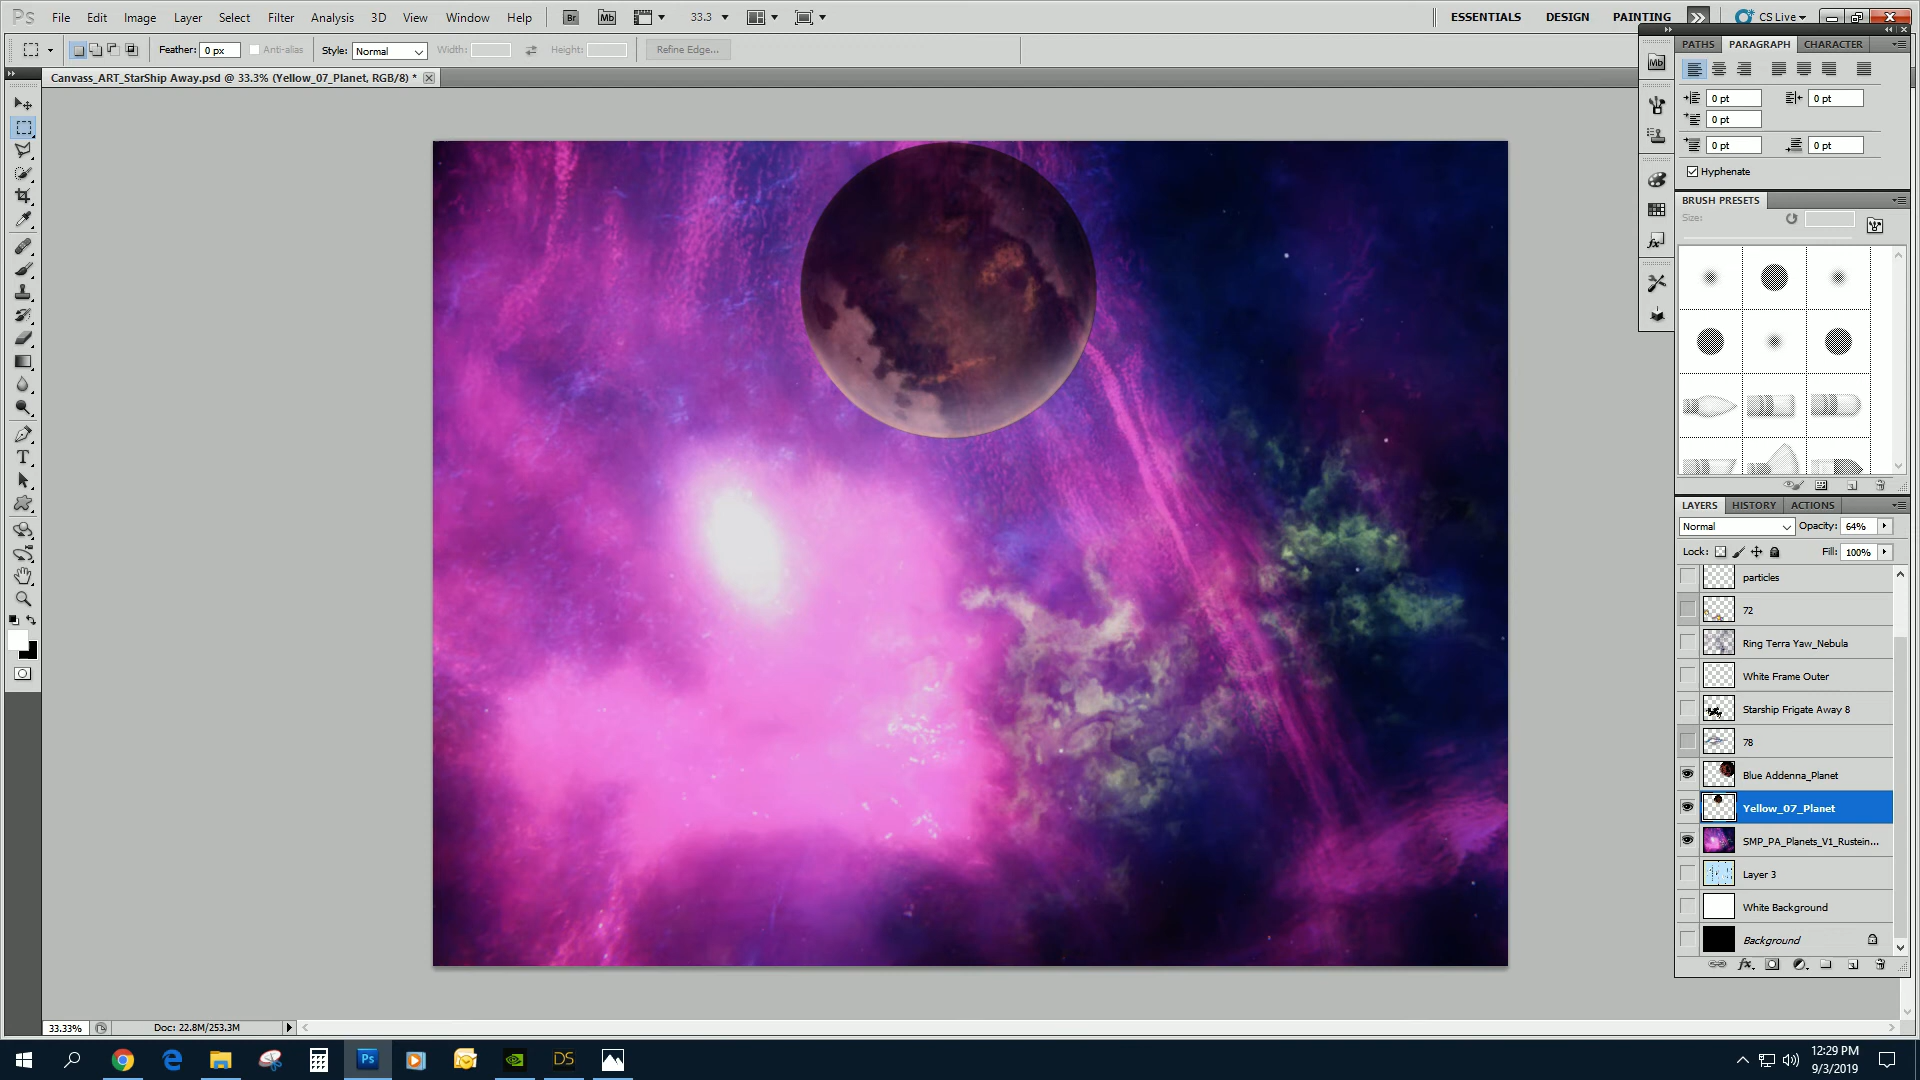 Ps File Edit Image Layer Select Filter Analysis 3D View Window Help Br Mb 33.3 ESSENTIALS DESIGN PAINTING CS Live
Feather: 0 px Anti-alias Style: Normal Width: Height: Refine Edge...
Canvass_ART_StarShip Away.psd @ 33.3% (Yellow_07_Planet, RGB/8) *
PATHS PARAGRAPH CHARACTER
Mb
0 pt 0 pt
0 pt
0 pt 0 pt
Hyphenate
BRUSH PRESETS
Size:
LAYERS HISTORY ACTIONS
Normal Opacity: 64%
Lock: Fill: 100%
particles
72
Ring Terra Yaw_Nebula
White Frame Outer
Starship Frigate Away 8
78
Blue Addenna_Planet
Yellow_07_Planet
SMP_PA_Planets_V1_Rustein...
Layer 3
White Background
Background
33.33% Doc: 22.8M/253.3M
Ps DS
12:29 PM
9/3/2019